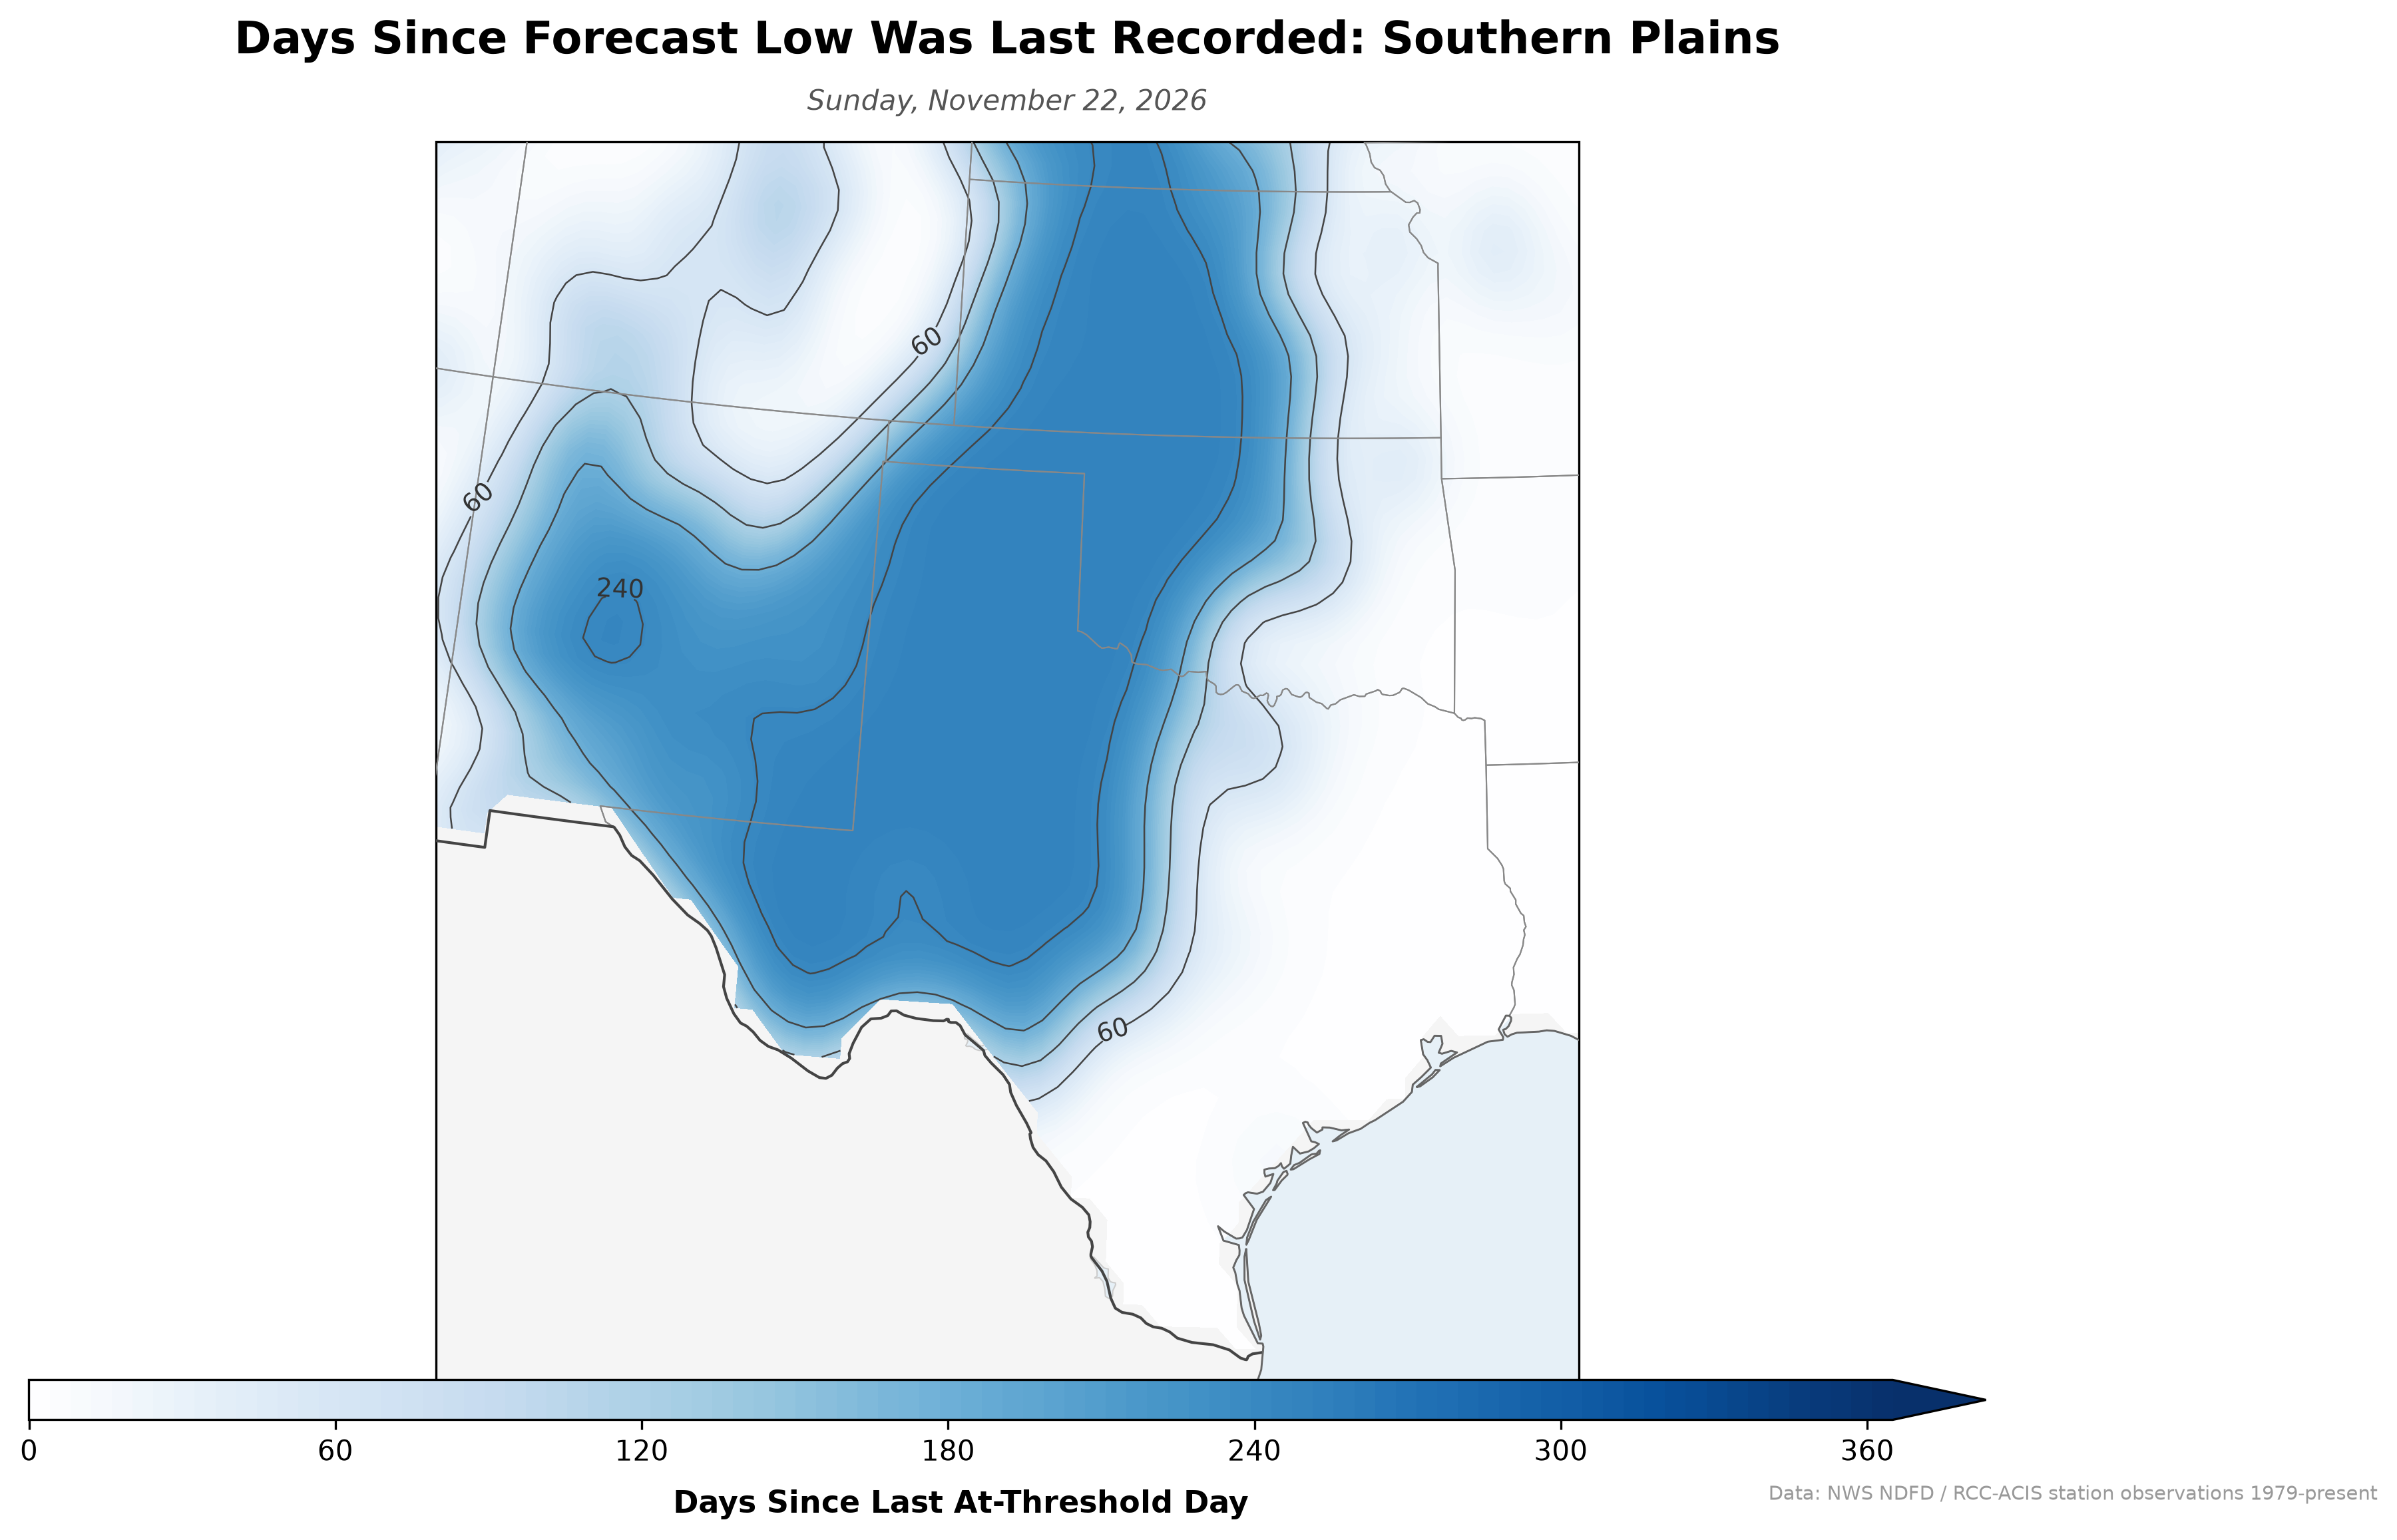 Days Since Forecast Low Was Last Recorded: Southern Plains
Sunday, November 22, 2026
60
60
240
60
0 60 120 180 240 300 360
Days Since Last At-Threshold Day
Data: NWS NDFD / RCC-ACIS station observations 1979-present